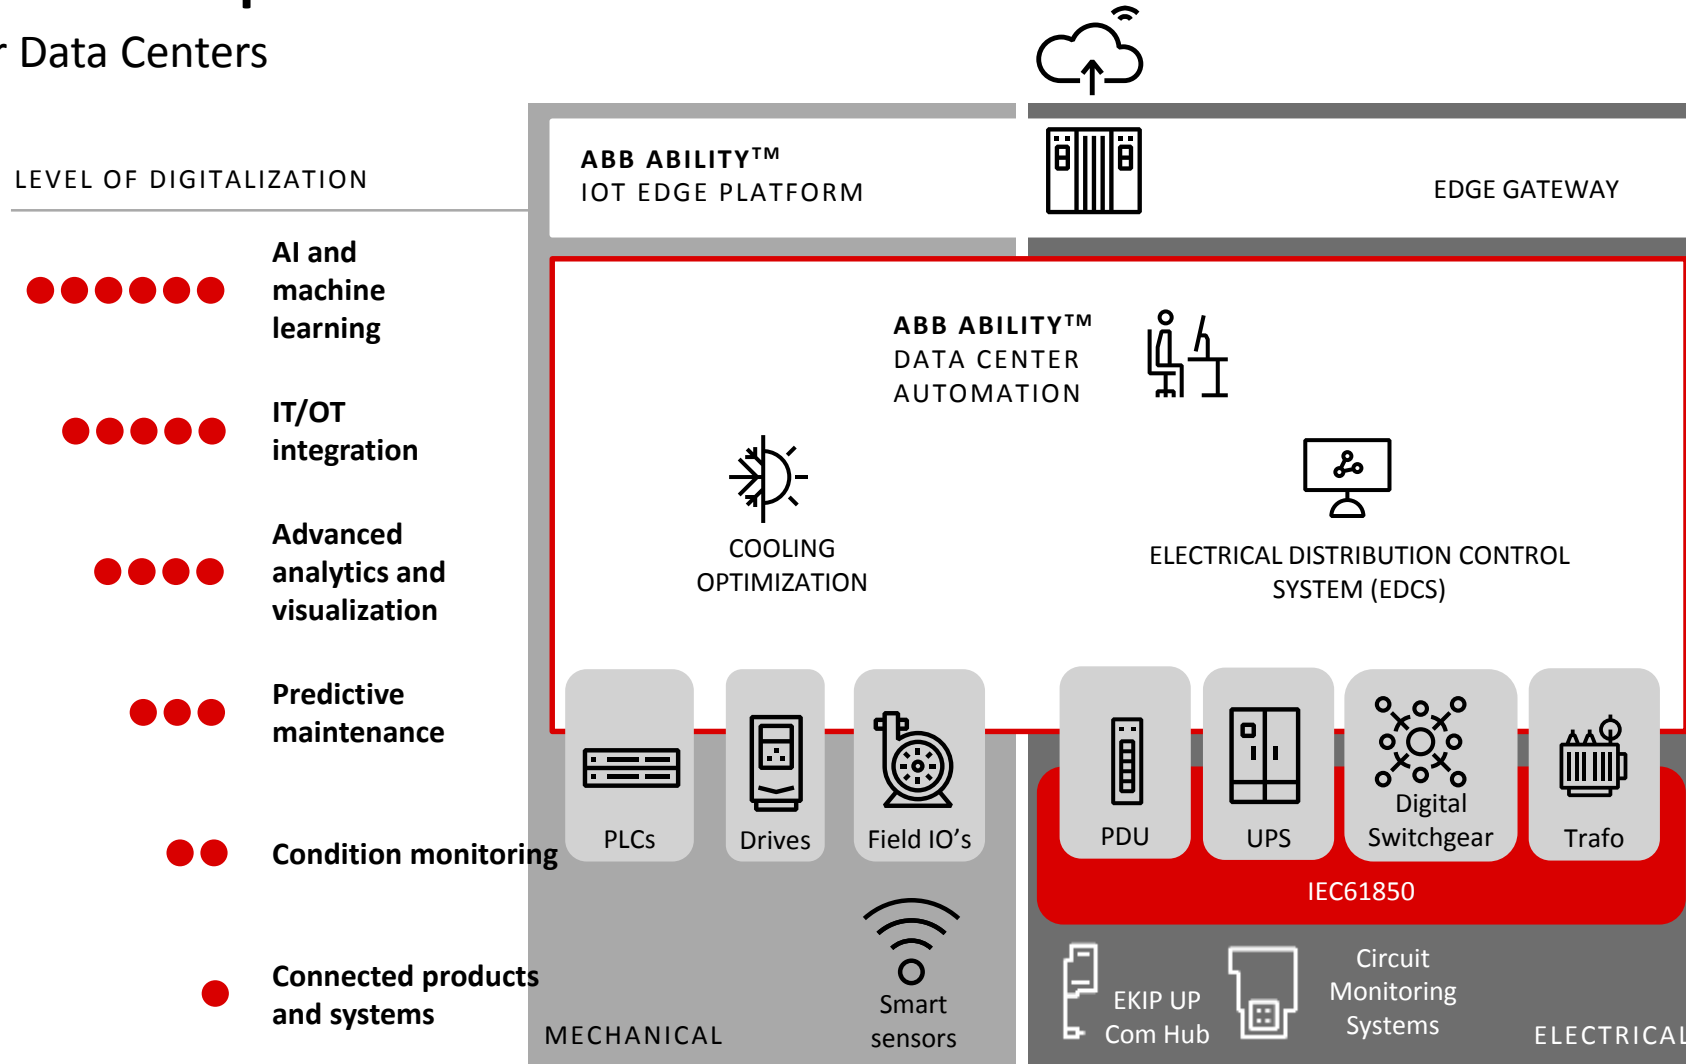 r Data Centers
LEVEL OF DIGITALIZATION
AI and
machine
learning
IT/OT
integration
Advanced
analytics and
visualization
Predictive
maintenance
Condition monitoring
Connected products
and systems
ABB ABILITY™
IOT EDGE PLATFORM
EDGE GATEWAY
ABB ABILITY™
DATA CENTER
AUTOMATION
COOLING
OPTIMIZATION
ELECTRICAL DISTRIBUTION CONTROL
SYSTEM (EDCS)
PLCs
Drives
Field IO's
PDU
UPS
Digital
Switchgear
Trafo
IEC61850
Smart
sensors
MECHANICAL
EKIP UP
Com Hub
Circuit
Monitoring
Systems
ELECTRICAL